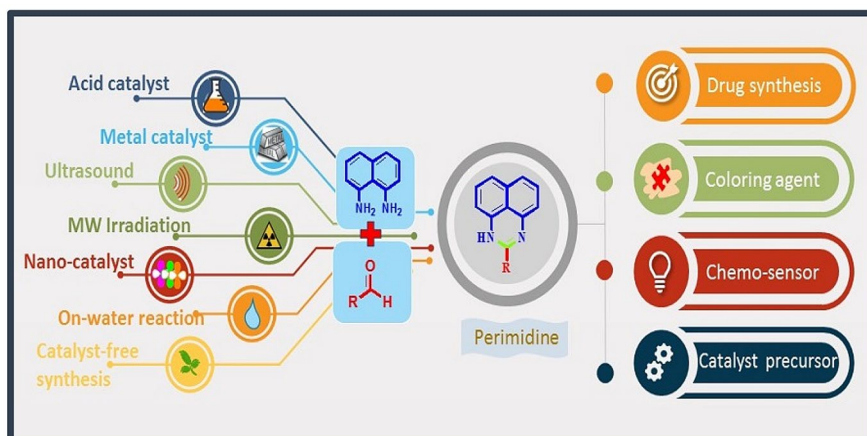 Acid catalyst
Metal catalyst
Ultrasound
MW Irradiation
Nano-catalyst
On-water reaction
Catalyst-free
synthesis
NH₂ NH₂
O
R H
HN N
R
Perimidine
Drug synthesis
Coloring agent
Chemo-sensor
Catalyst precursor